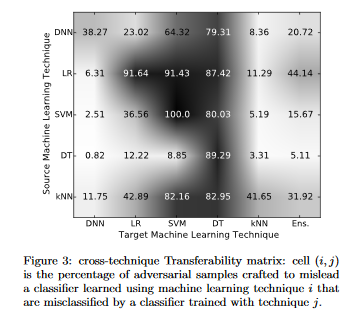 Source Machine Learning Technique
DNN 38.27 23.02 64.32 79.31 8.36 20.72
LR 6.31 91.64 91.43 87.42 11.29 44.14
SVM 2.51 36.56 100.0 80.03 5.19 15.67
DT 0.82 12.22 8.85 89.29 3.31 5.11
kNN 11.75 42.89 82.16 82.95 41.65 31.92
DNN LR SVM DT kNN Ens.
Target Machine Learning Technique
Figure 3: cross-technique Transferability matrix: cell (i, j)
is the percentage of adversarial samples crafted to mislead
a classifier learned using machine learning technique i that
are misclassified by a classifier trained with technique j.